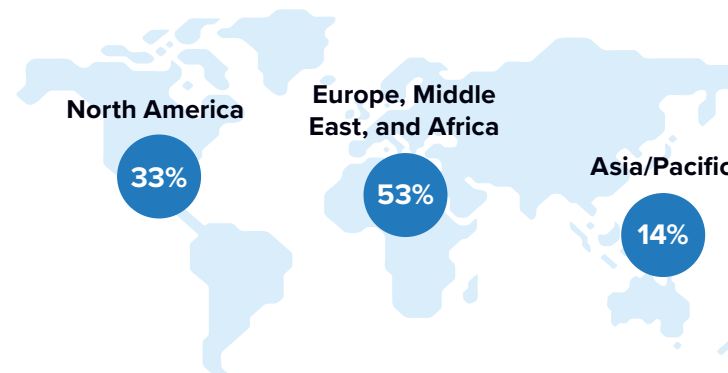 North America
33%
Europe, Middle
East, and Africa
53%
Asia/Pacific
14%